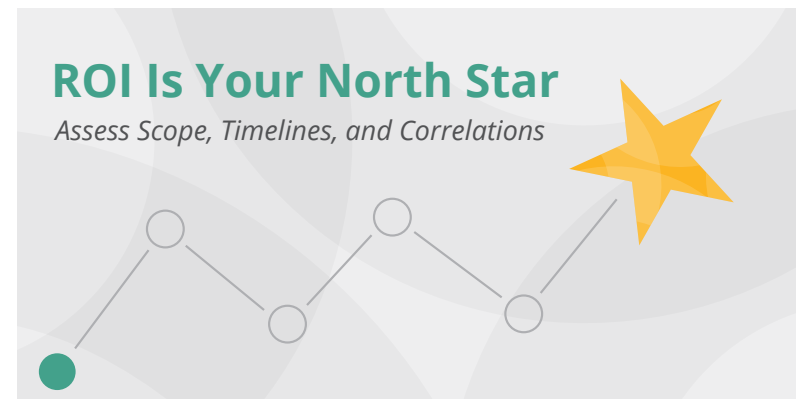 ROI Is Your North Star
Assess Scope, Timelines, and Correlations